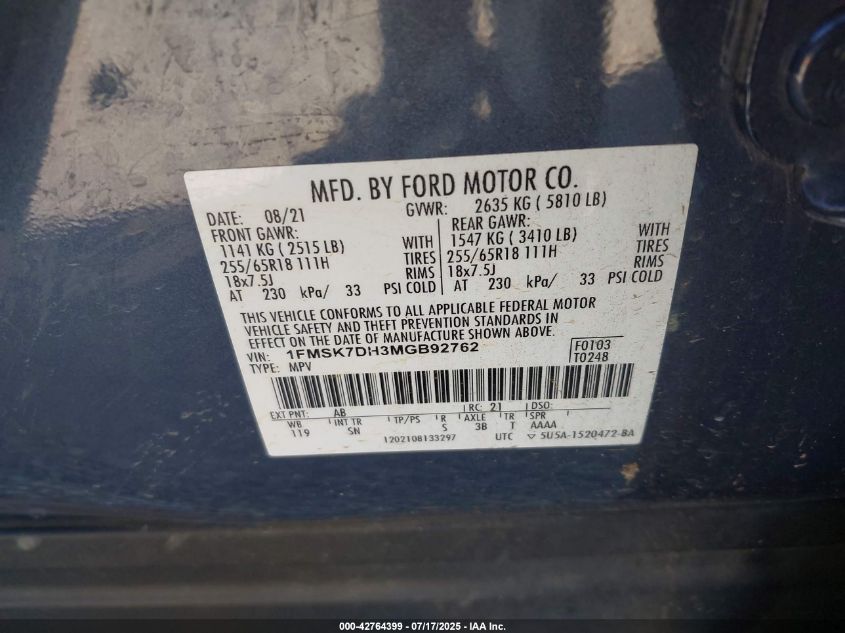 MFD. BY FORD MOTOR CO.
DATE: 08/21 GVWR: 2635 KG ( 5810 LB)
FRONT GAWR: REAR GAWR:
1141 KG ( 2515 LB) WITH 1547 KG ( 3410 LB) WITH
255/65R18 111H TIRES 255/65R18 111H TIRES
18x7.5J RIMS 18x7.5J RIMS
AT 230 kPa/ 33 PSI COLD AT 230 kPa/ 33 PSI COLD
THIS VEHICLE CONFORMS TO ALL APPLICABLE FEDERAL MOTOR
VEHICLE SAFETY AND THEFT PREVENTION STANDARDS IN
EFFECT ON THE DATE OF MANUFACTURE SHOWN ABOVE.
VIN: 1FMSK7DH3MGB92762 F0103
TYPE: MPV T0248
EXT PNT: AB RC: 21 DSO:
WB INT TR TP/PS R AXLE TR SPR
119 SN S 3B T AAAA
1202108133297 UTC ▽ 5U5A-1520472-BA
000-42764399 / 07/17/2025 - IAA Inc.